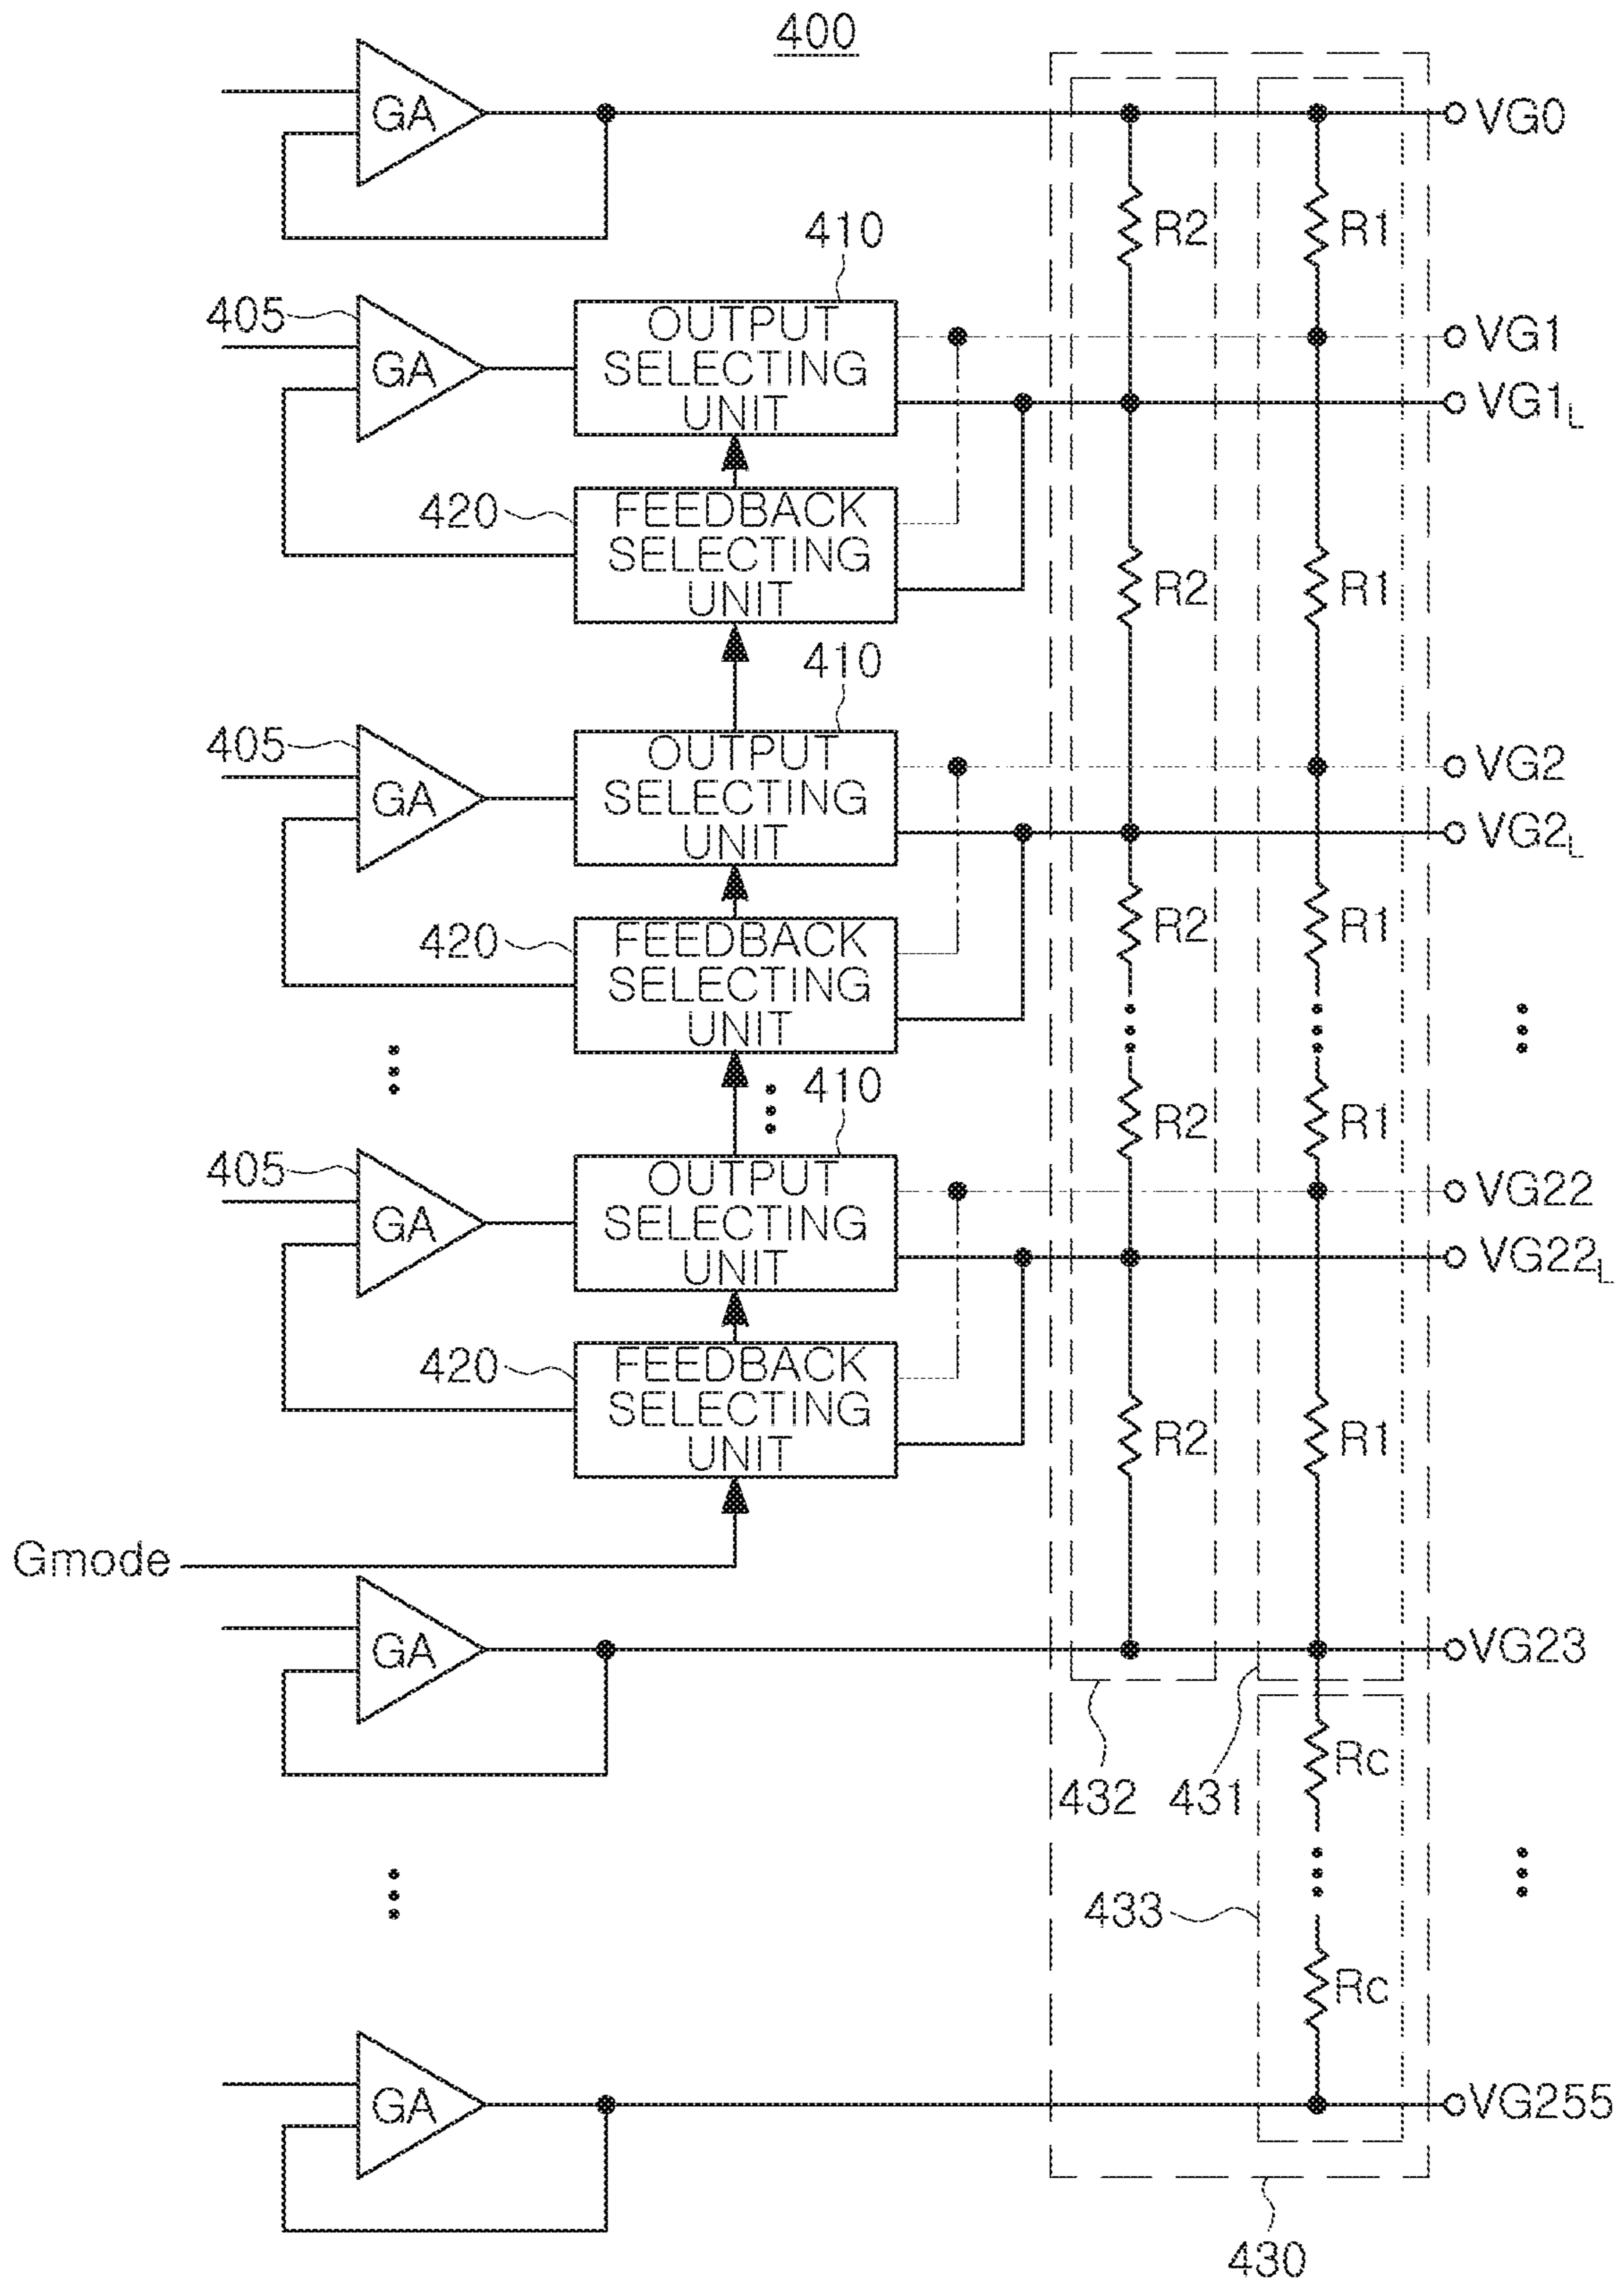 400
GA
VG0
R2 R1
410
405
GA
OUTPUT
SELECTING
UNIT
VG1
VG1L
420
FEEDBACK
SELECTING
UNIT
R2 R1
410
405
GA
OUTPUT
SELECTING
UNIT
VG2
VG2L
420
FEEDBACK
SELECTING
UNIT
R2 R1
410
R2 R1
405
GA
OUTPUT
SELECTING
UNIT
VG22
VG22L
420
FEEDBACK
SELECTING
UNIT
R2 R1
Gmode
GA
VG23
Rc
432 431
433
Rc
GA
VG255
430